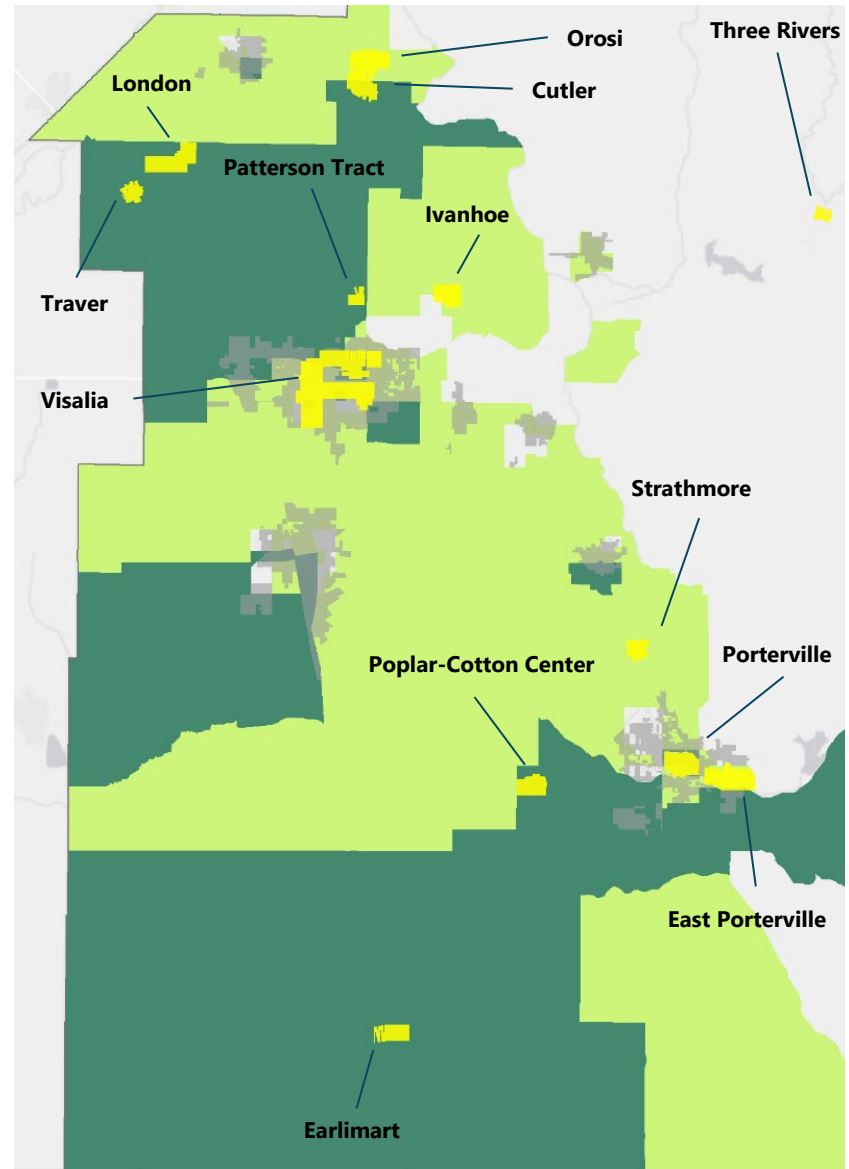 Orosi
Three Rivers
London
Cutler
Patterson Tract
Ivanhoe
Traver
Visalia
Strathmore
Poplar-Cotton Center
Porterville
East Porterville
Earlimart